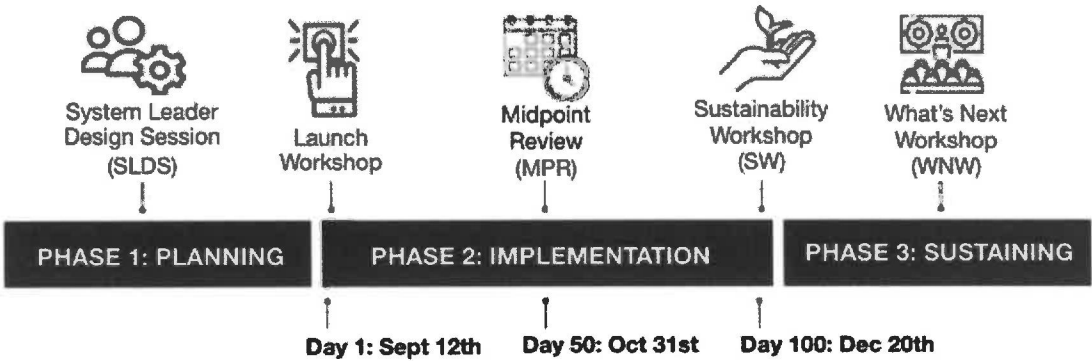 System Leader
Design Session
(SLDS)
Launch
Workshop
Midpoint
Review
(MPR)
Sustainability
Workshop
(SW)
What's Next
Workshop
(WNW)
PHASE 1: PLANNING
PHASE 2: IMPLEMENTATION
PHASE 3: SUSTAINING
Day 1: Sept 12th
Day 50: Oct 31st
Day 100: Dec 20th